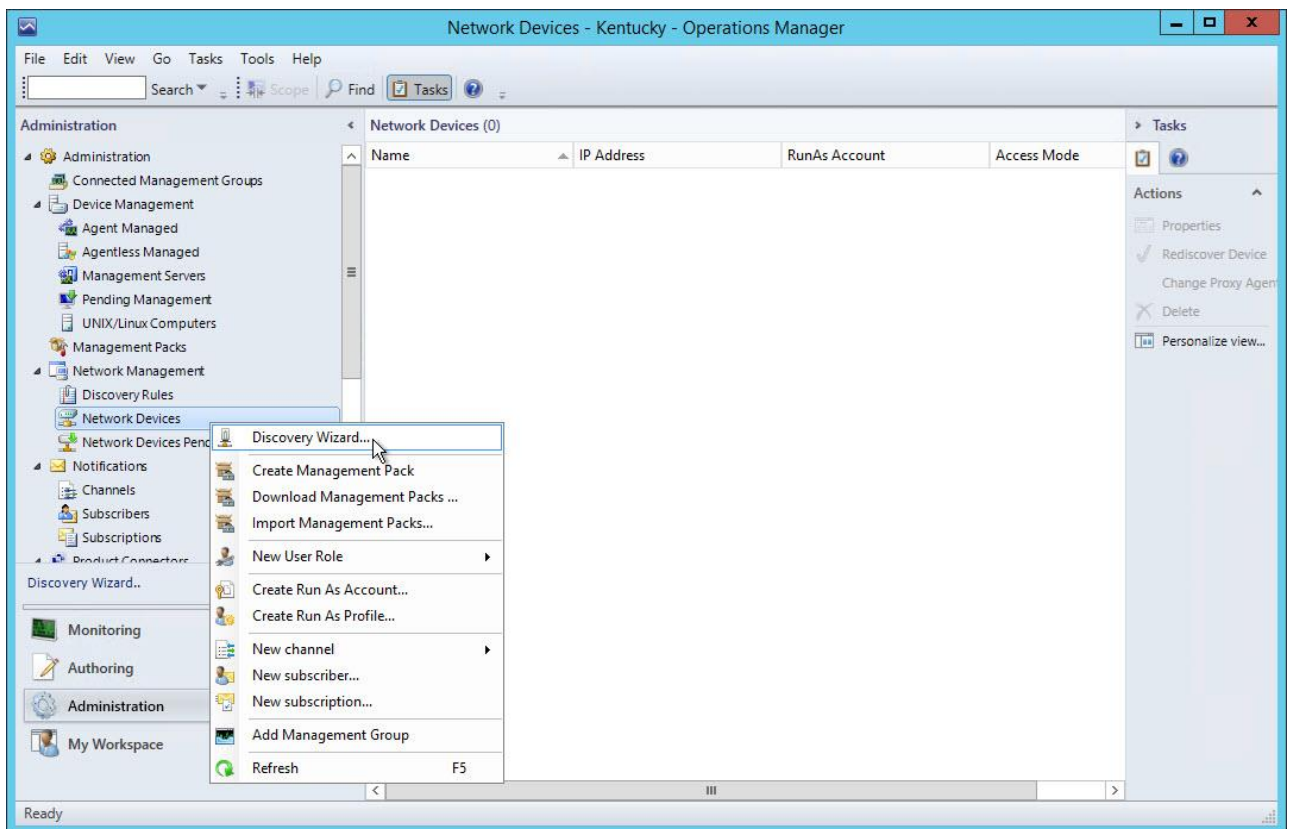 Network Devices - Kentucky - Operations Manager
File Edit View Go Tasks Tools Help
Search Scope Find Tasks
Administration
Administration
Connected Management Groups
Device Management
Agent Managed
Agentless Managed
Management Servers
Pending Management
UNIX/Linux Computers
Management Packs
Network Management
Discovery Rules
Network Devices
Network Devices Pend
Notifications
Channels
Subscribers
Subscriptions
Product Connectors
Discovery Wizard..
Monitoring
Authoring
Administration
My Workspace
Discovery Wizard...
Create Management Pack
Download Management Packs ...
Import Management Packs...
New User Role
Create Run As Account...
Create Run As Profile...
New channel
New subscriber...
New subscription...
Add Management Group
Refresh F5
Network Devices (0)
Name IP Address RunAs Account Access Mode
Tasks
Actions
Properties
Rediscover Device
Change Proxy Agent
Delete
Personalize view...
Ready